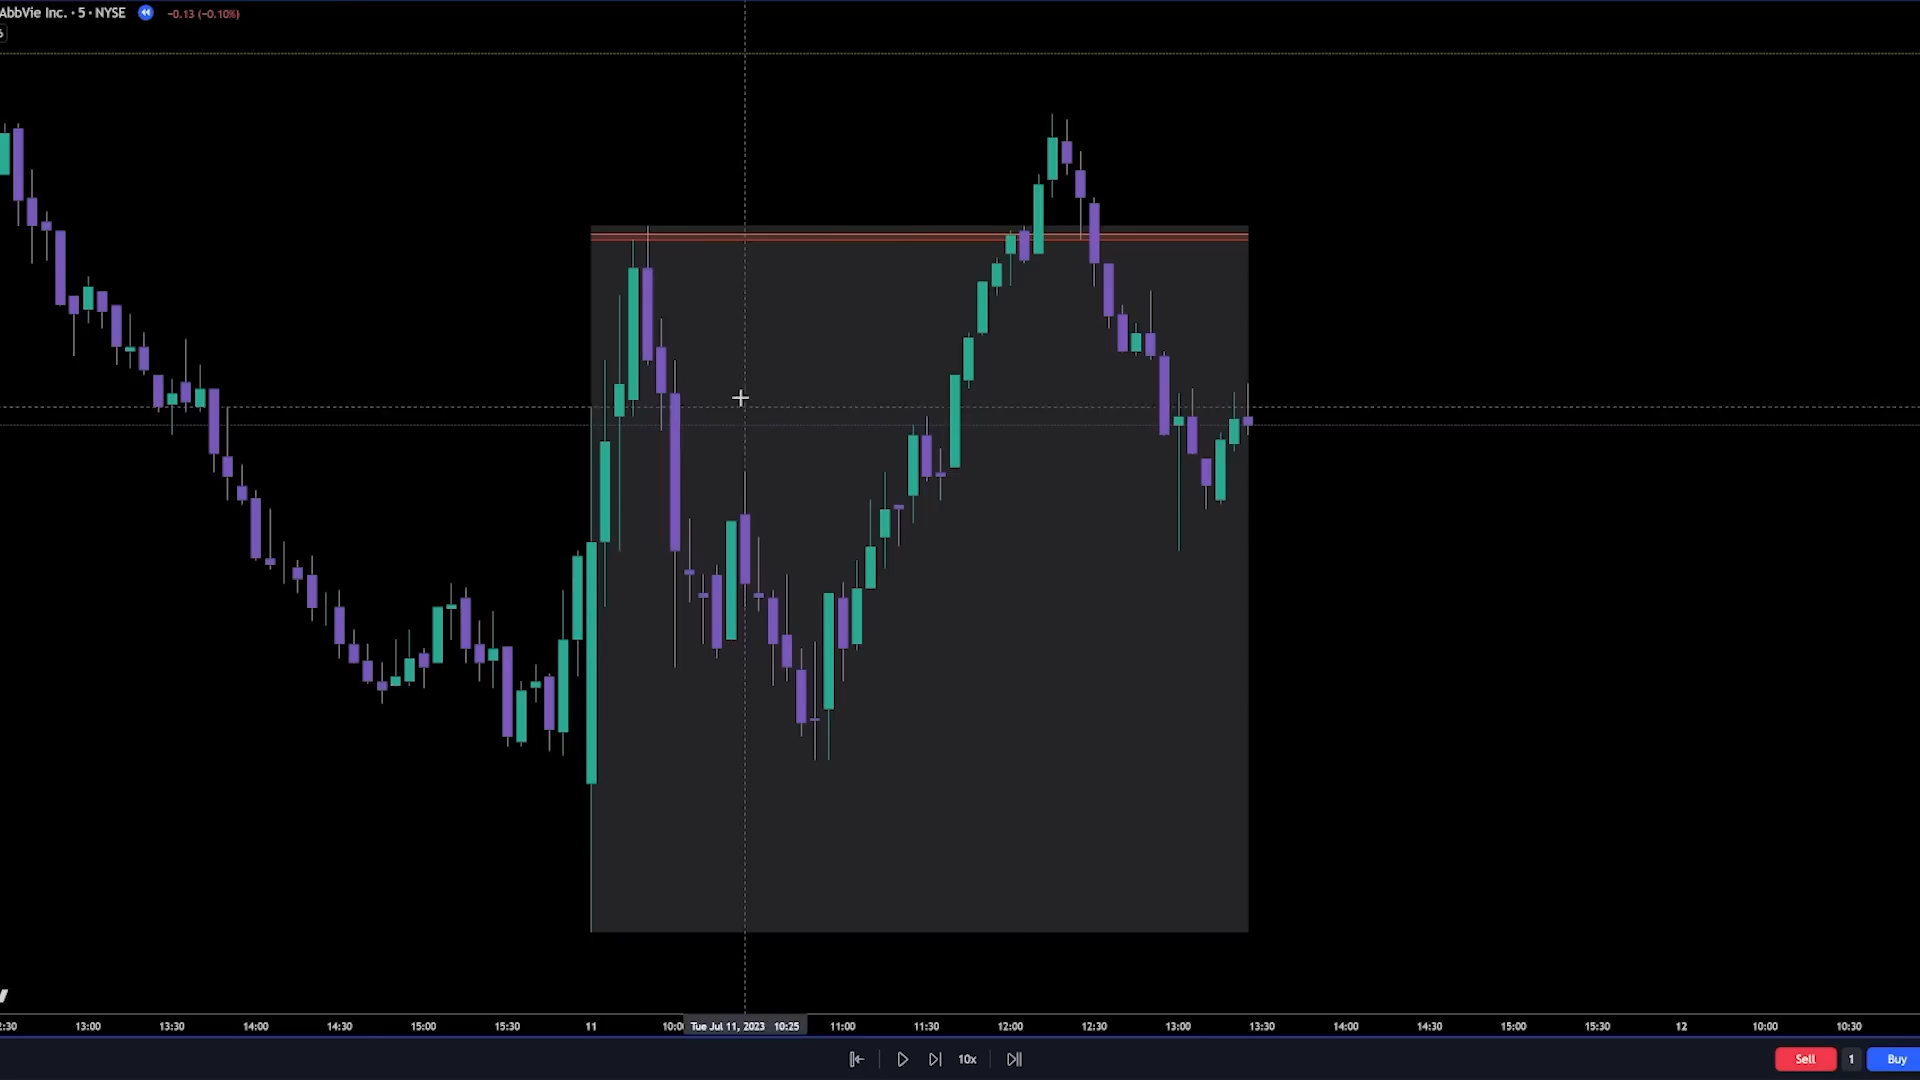 AbbVie Inc. · 5 · NYSE −0.13 (−0.10%)
:30 13:00 13:30 14:00 14:30 15:00 15:30 11 10:00 Tue Jul 11, 2023 10:25 11:00 11:30 12:00 12:30 13:00 13:30 14:00 14:30 15:00 15:30 12 10:00 10:30
10x Sell 1 Buy